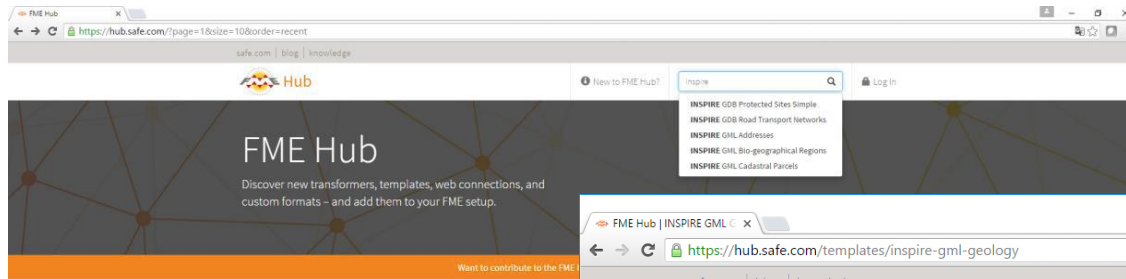 FME Hub
https://hub.safe.com/?page=1&size=10&order=recent
safe.com | blog | knowledge
FME Hub
New to FME Hub?
inspire
Log In
INSPIRE GDB Protected Sites Simple
INSPIRE GDB Road Transport Networks
INSPIRE GML Addresses
INSPIRE GML Bio-geographical Regions
INSPIRE GML Cadastral Parcels
FME Hub
Discover new transformers, templates, web connections, and
custom formats – and add them to your FME setup.
Want to contribute to the FME
FME Hub | INSPIRE GML G
https://hub.safe.com/templates/inspire-gml-geology